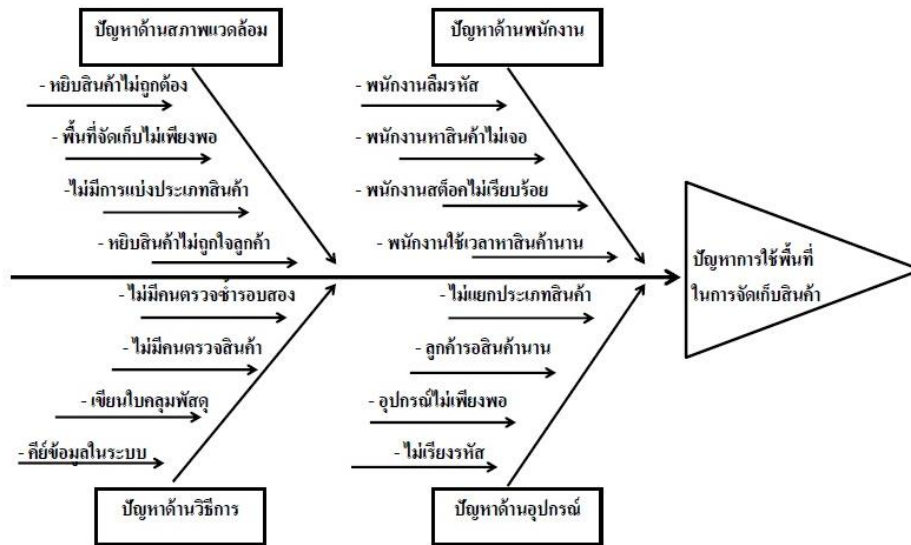 ปัญหาด้านสภาพแวดล้อม
- หยิบสินค้าไม่ถูกต้อง
- พื้นที่จัดเก็บไม่เพียงพอ
-ไม่มีการแบ่งประเภทสินค้า
- หยิบสินค้าไม่ถูกใจลูกค้า
ปัญหาด้านพนักงาน
- พนักงานลืมรหัส
- พนักงานหาสินค้าไม่เจอ
- พนักงานสต็อคไม่เรียบร้อย
- พนักงานใช้เวลาหาสินค้านาน
ปัญหาการใช้พื้นที่
ในการจัดเก็บสินค้า
- ไม่มีคนตรวจซ้ำรอบสอง
- ไม่มีคนตรวจสินค้า
- เขียนใบคลุมพัสดุ
- คีย์ข้อมูลในระบบ
ปัญหาด้านวิธีการ
- ไม่แยกประเภทสินค้า
- ลูกค้ารอสินค้านาน
- อุปกรณ์ไม่เพียงพอ
- ไม่เรียงรหัส
ปัญหาด้านอุปกรณ์